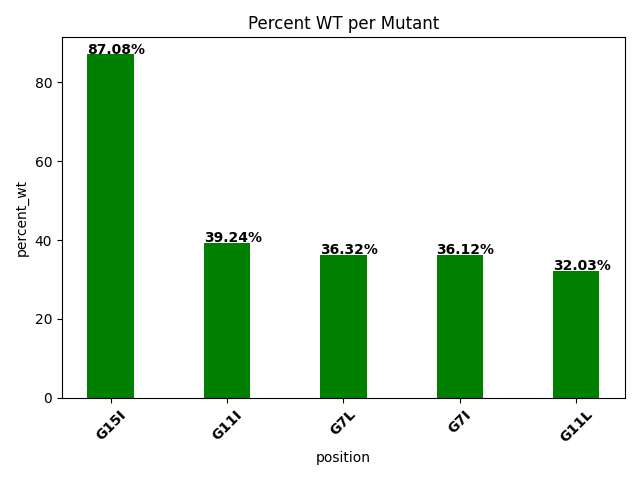 Percent WT per Mutant
percent_wt
80
60
40
20
0
87.08%
39.24%
36.32%
36.12%
32.03%
G15I
G11I
G7L
G7I
G11L
position